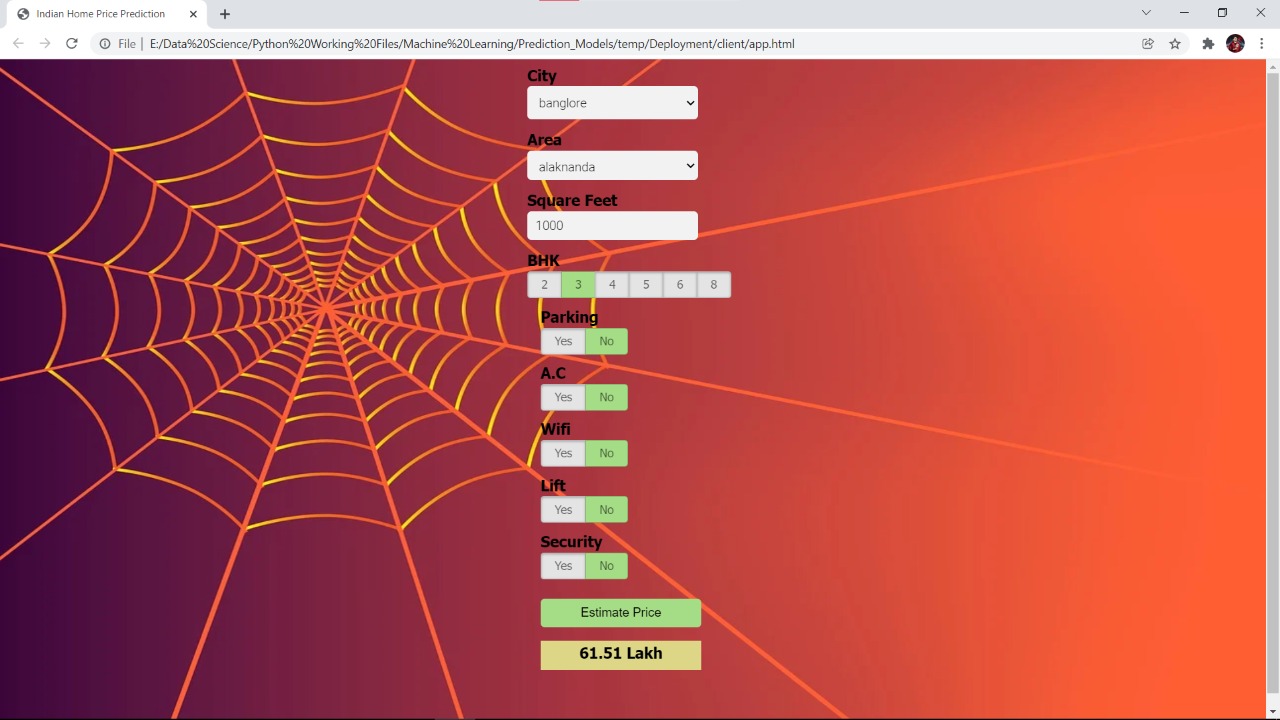 Indian Home Price Prediction
File | E:/Data%20Science/Python%20Working%20Files/Machine%20Learning/Prediction_Models/temp/Deployment/client/app.html
City
banglore
Area
alaknanda
Square Feet
1000
BHK
2 3 4 5 6 8
Parking
Yes No
A.C
Yes No
Wifi
Yes No
Lift
Yes No
Security
Yes No
Estimate Price
61.51 Lakh